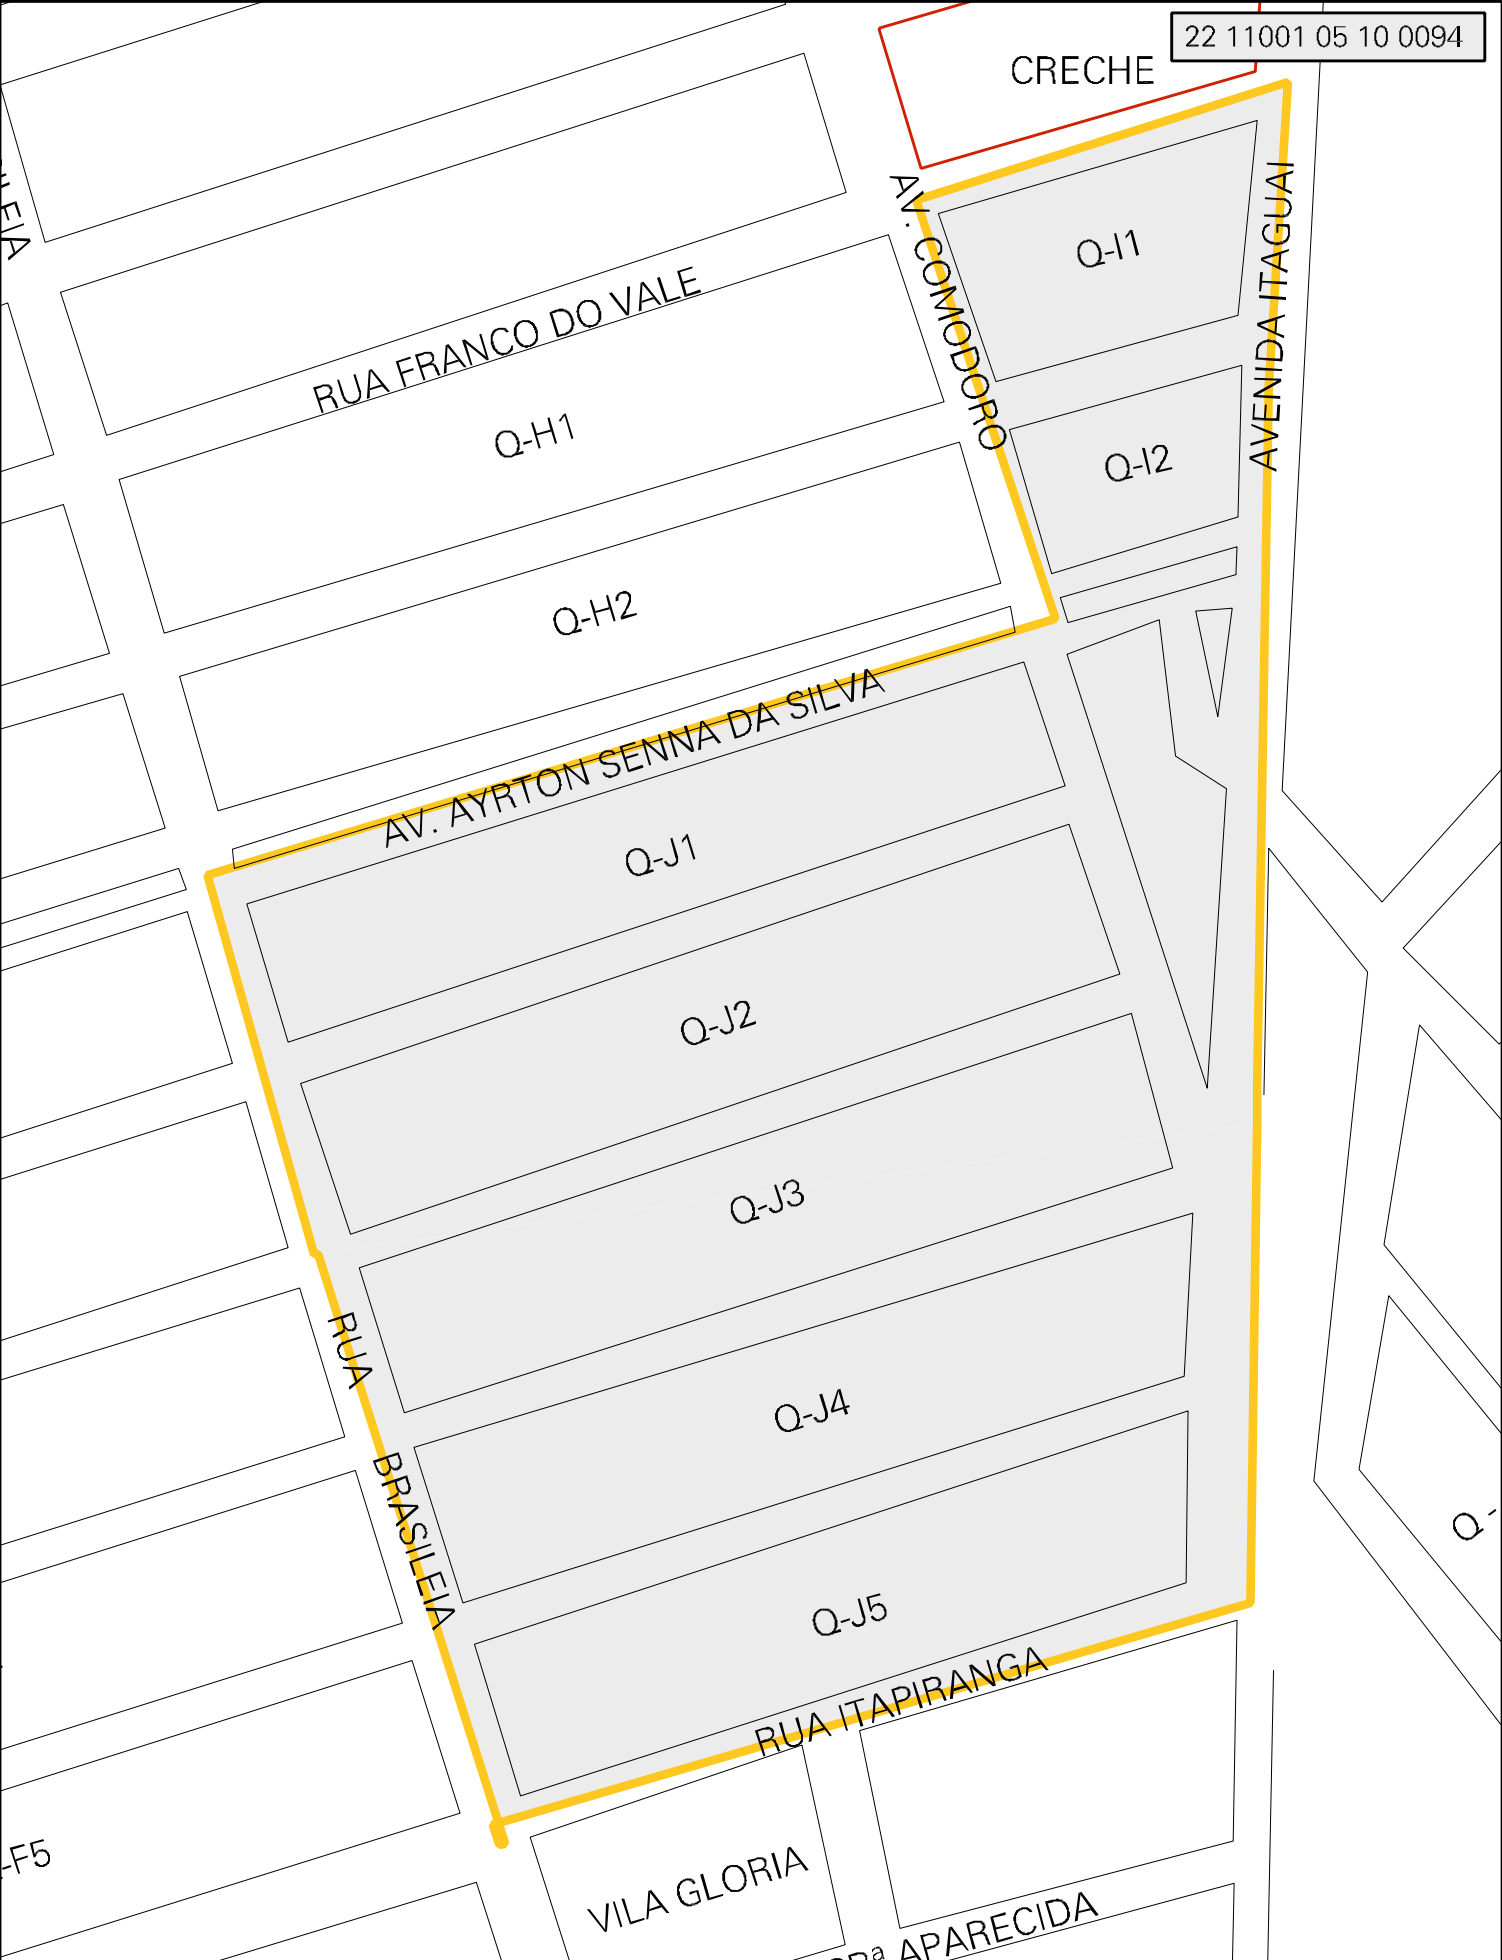 22 11001 05 10 0094
CRECHE
AV. COMODORO
AVENIDA ITAGUAI
Q-I1
RUA FRANCO DO VALE
Q-H1
Q-I2
Q-H2
AV. AYRTON SENNA DA SILVA
Q-J1
Q-J2
Q-J3
RUA BRASILEIA
Q-J4
Q -
Q-J5
RUA ITAPIRANGA
-F5
VILA GLORIA
APARECIDA